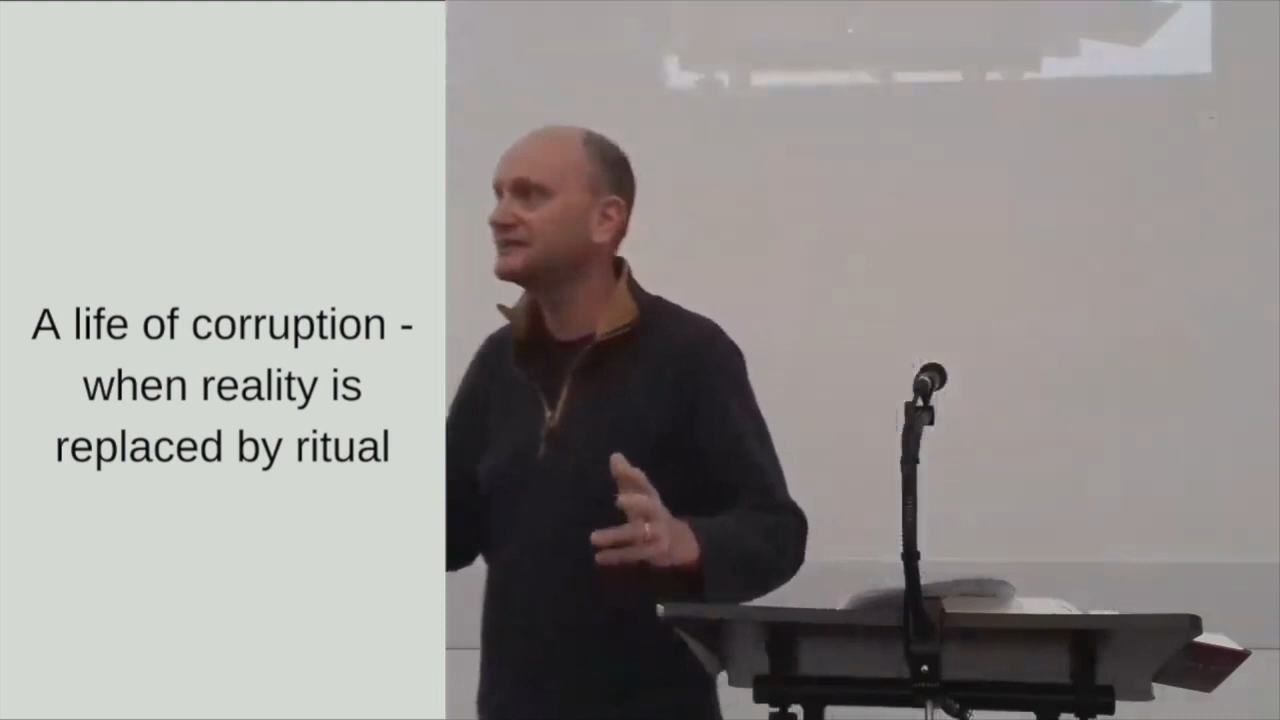 A life of corruption -
when reality is
replaced by ritual